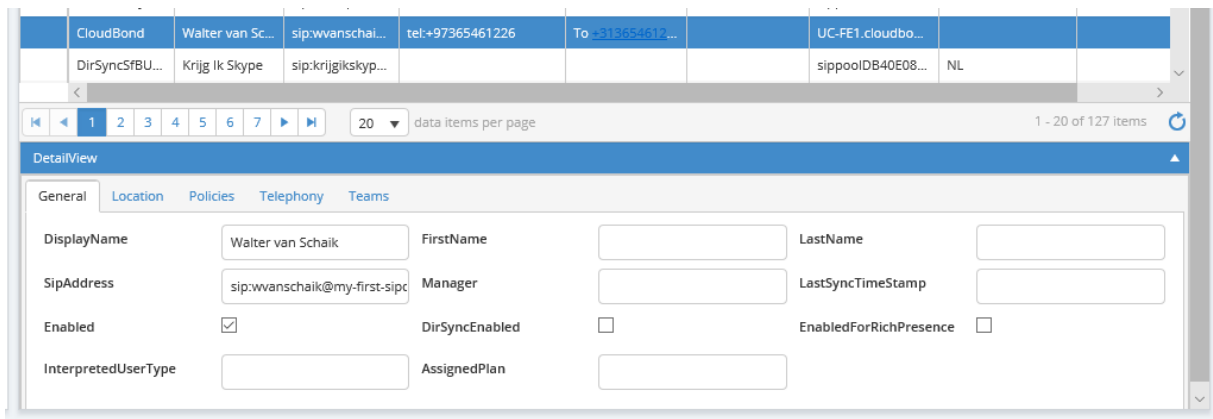 CloudBond Walter van Sc... sip:wvanschai... tel:+97365461226 To +313654612... UC-FE1.cloudbo...
DirSyncSfBU... Krijg Ik Skype sip:krijgikskyp... sippoolDB40E08... NL
1 2 3 4 5 6 7 20 data items per page 1 - 20 of 127 items
DetailView
General Location Policies Telephony Teams
DisplayName Walter van Schaik FirstName LastName
SipAddress sip:wvanschaik@my-first-sipd Manager LastSyncTimeStamp
Enabled DirSyncEnabled EnabledForRichPresence
InterpretedUserType AssignedPlan